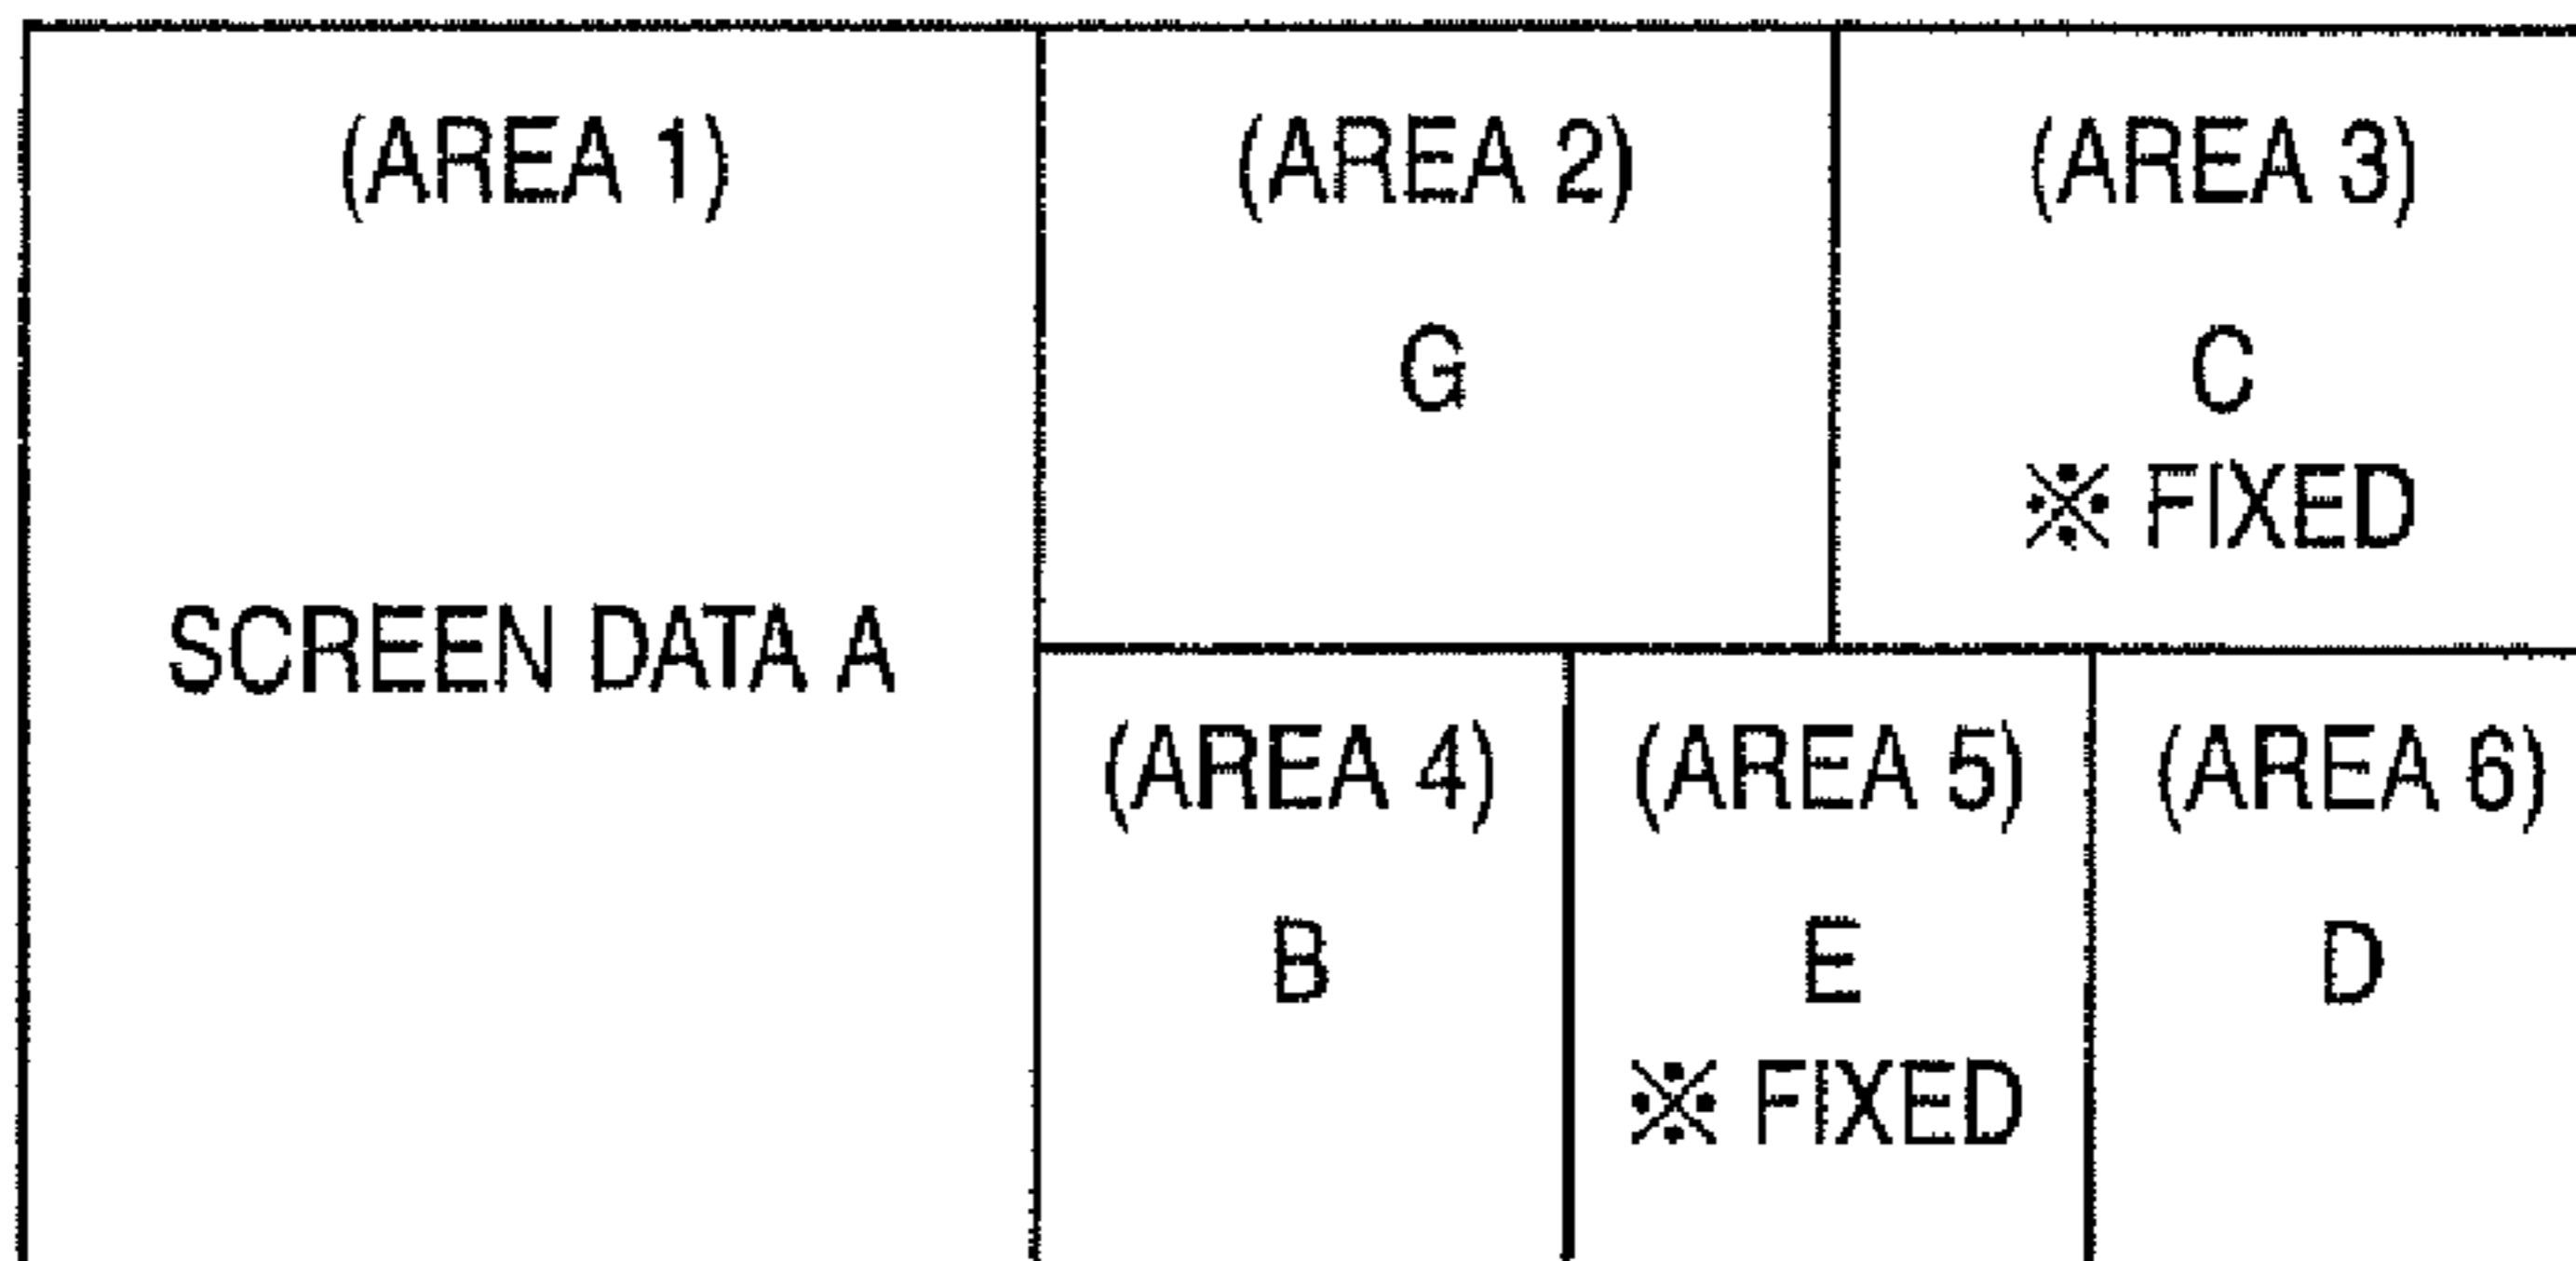 (AREA 1)
SCREEN DATA A
(AREA 2)
G
(AREA 3)
C
※ FIXED
(AREA 4)
B
(AREA 5)
E
※ FIXED
(AREA 6)
D